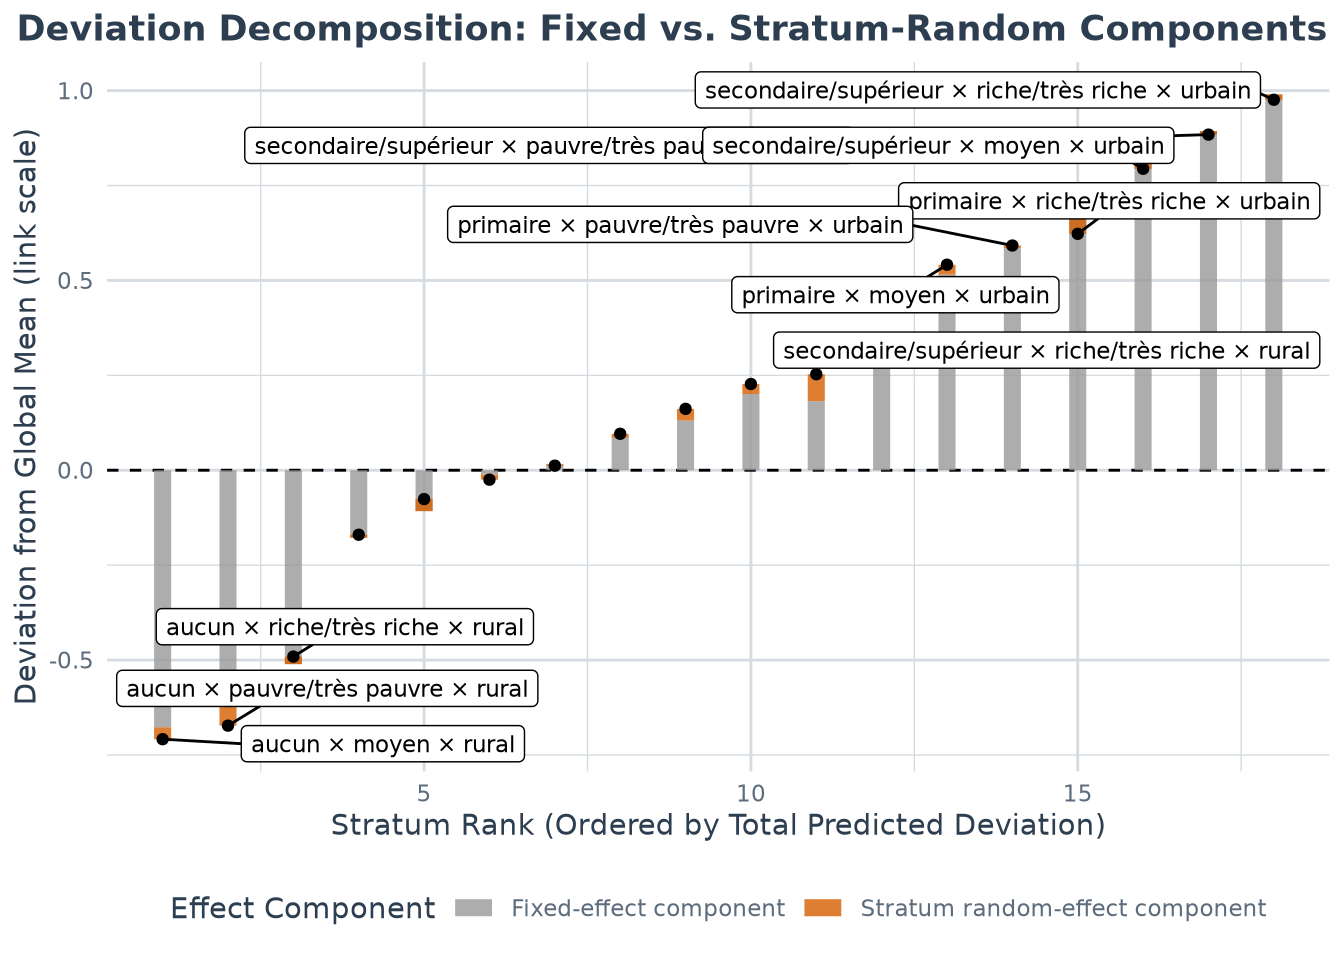 Deviation Decomposition: Fixed vs. Stratum-Random Components
Deviation from Global Mean (link scale)
1.0
0.5
0.0
-0.5
secondaire/supérieur × riche/très riche × urbain
secondaire/supérieur × pauvre/très
secondaire/supérieur × moyen × urbain
primaire × riche/très riche × urbain
primaire × pauvre/très pauvre × urbain
primaire × moyen × urbain
secondaire/supérieur × riche/très riche × rural
aucun × riche/très riche × rural
aucun × pauvre/très pauvre × rural
aucun × moyen × rural
5
10
15
Stratum Rank (Ordered by Total Predicted Deviation)
Effect Component
Fixed-effect component
Stratum random-effect component